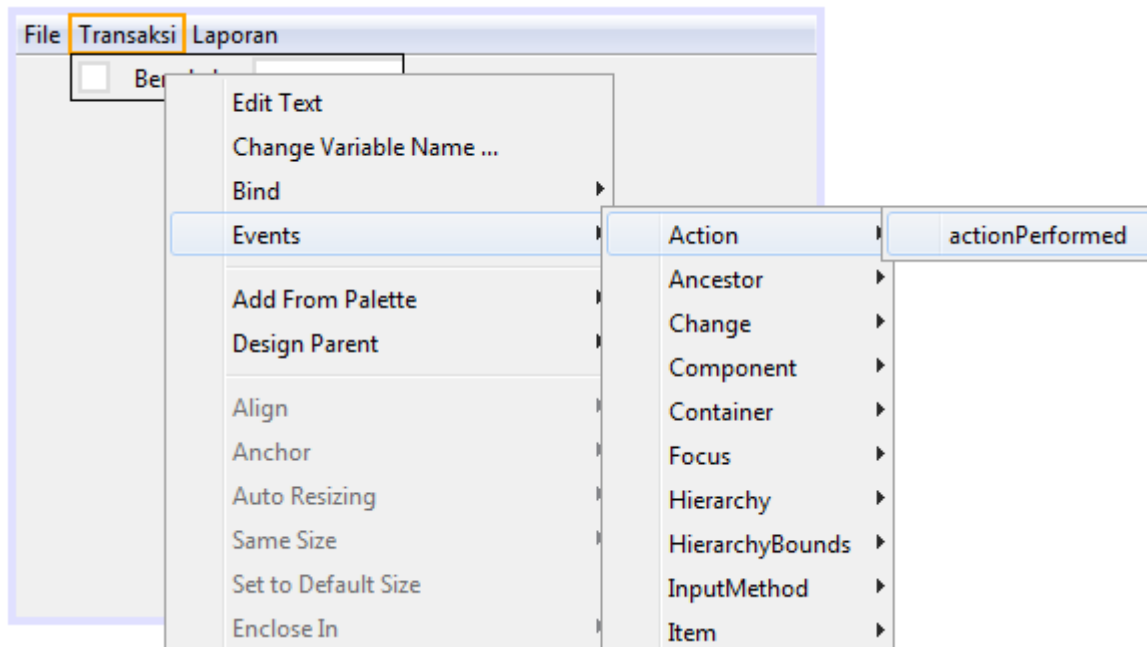 File Transaksi Laporan
Edit Text
Change Variable Name ...
Bind
Events
Action
actionPerformed
Add From Palette
Design Parent
Align
Anchor
Auto Resizing
Same Size
Set to Default Size
Enclose In
Ancestor
Change
Component
Container
Focus
Hierarchy
HierarchyBounds
InputMethod
Item